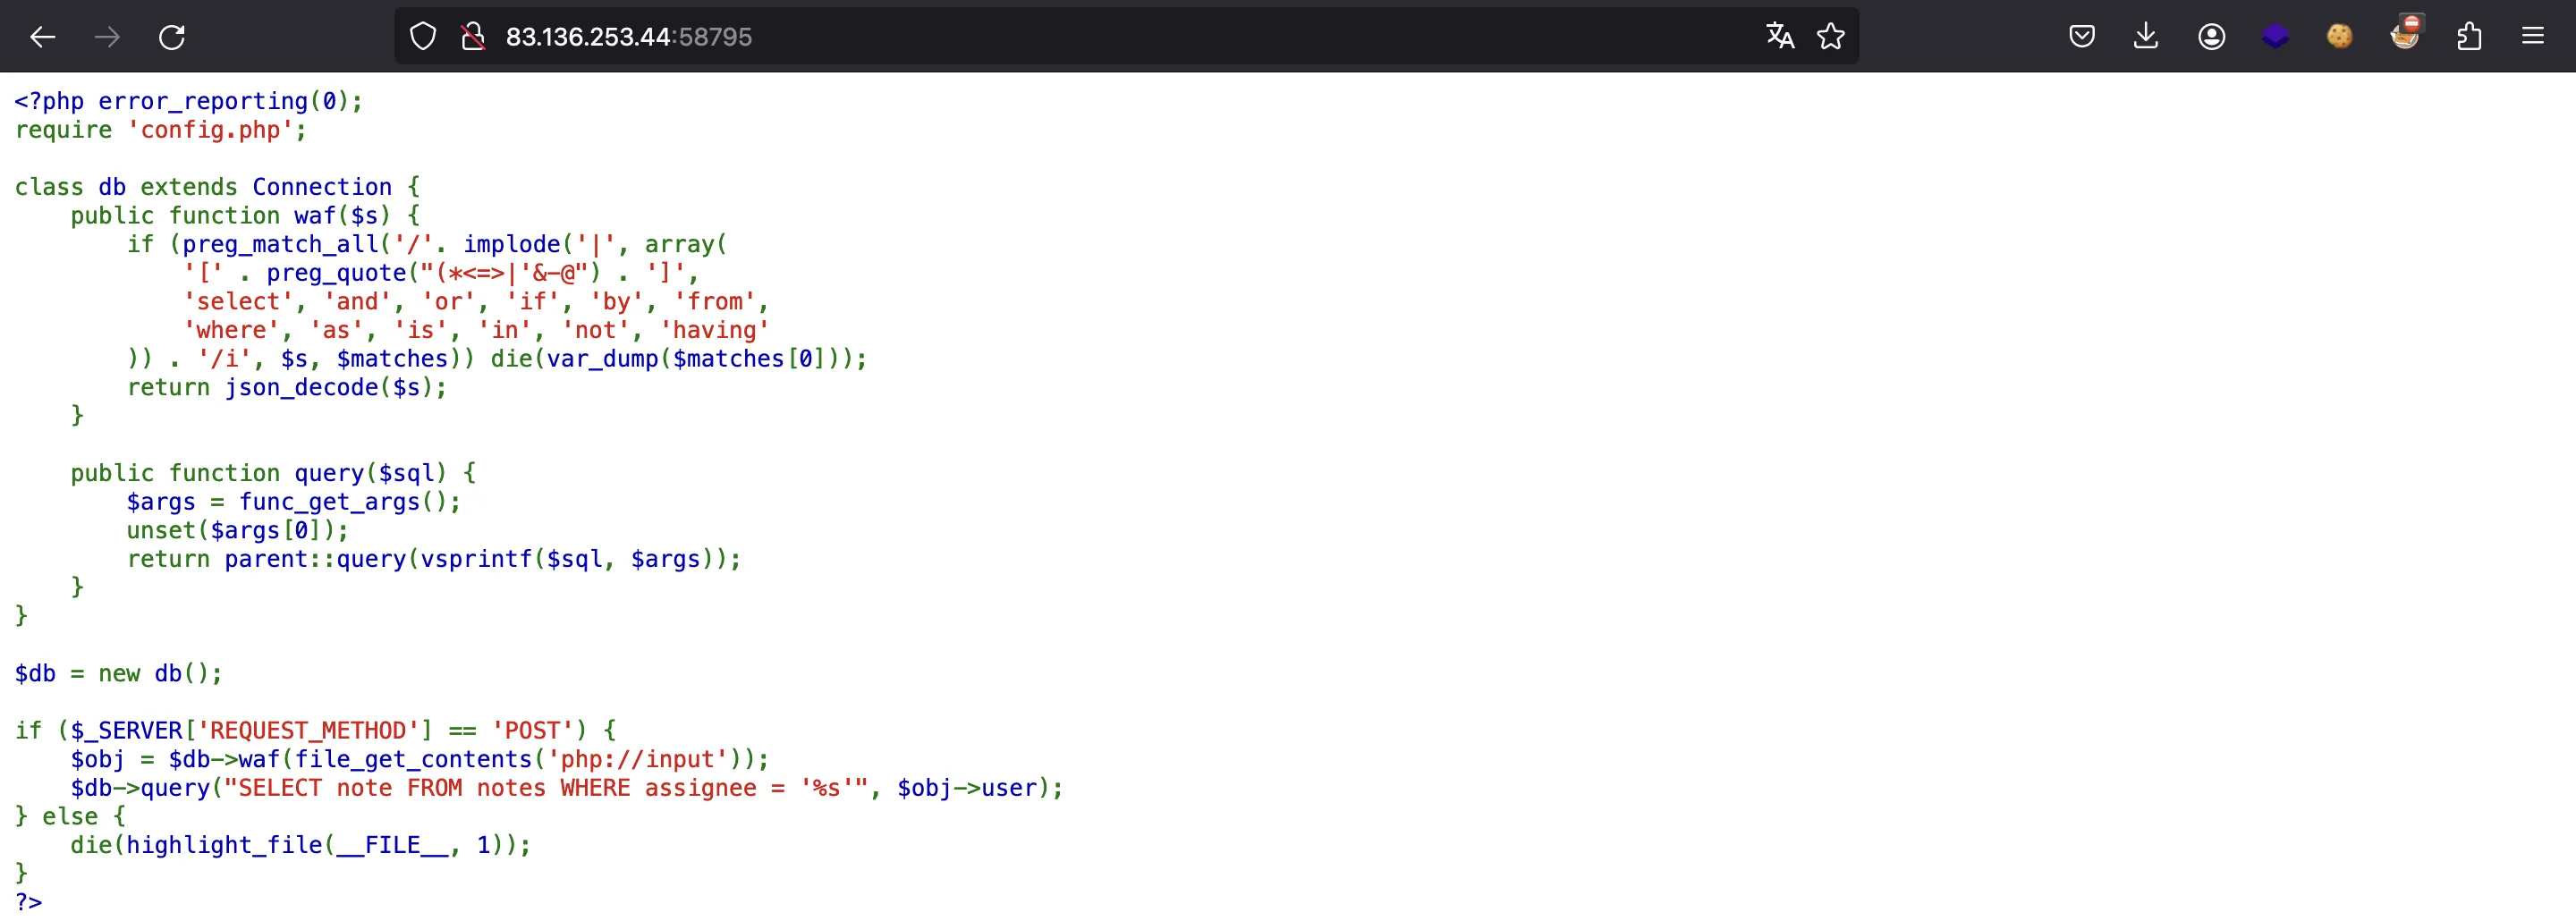 83.136.253.44:58795
<?php error_reporting(0);
require 'config.php';

class db extends Connection {
    public function waf($s) {
        if (preg_match_all('/'. implode('|', array(
            '[' . preg_quote("(*<=>|'&-@") . ']',
            'select', 'and', 'or', 'if', 'by', 'from',
            'where', 'as', 'is', 'in', 'not', 'having'
        )) . '/i', $s, $matches)) die(var_dump($matches[0]));
        return json_decode($s);
    }

    public function query($sql) {
        $args = func_get_args();
        unset($args[0]);
        return parent::query(vsprintf($sql, $args));
    }
}

$db = new db();

if ($_SERVER['REQUEST_METHOD'] == 'POST') {
    $obj = $db->waf(file_get_contents('php://input'));
    $db->query("SELECT note FROM notes WHERE assignee = '%s'", $obj->user);
} else {
    die(highlight_file(__FILE__, 1));
}
?>